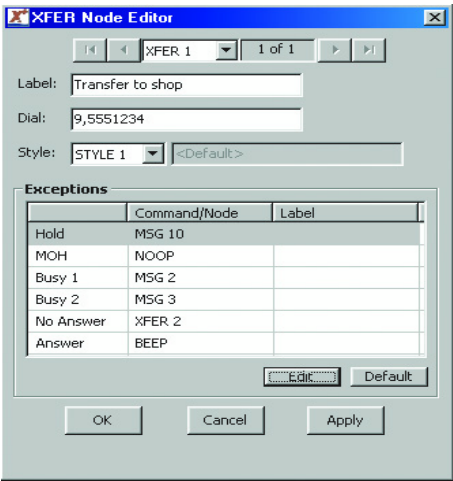 XFER Node Editor
XFER 1 1 of 1
Label: Transfer to shop
Dial: 9,5551234
Style: STYLE 1 <Default>
Exceptions
Command/Node Label
Hold MSG 10
MOH NOOP
Busy 1 MSG 2
Busy 2 MSG 3
No Answer XFER 2
Answer BEEP
Edit Default
OK Cancel Apply